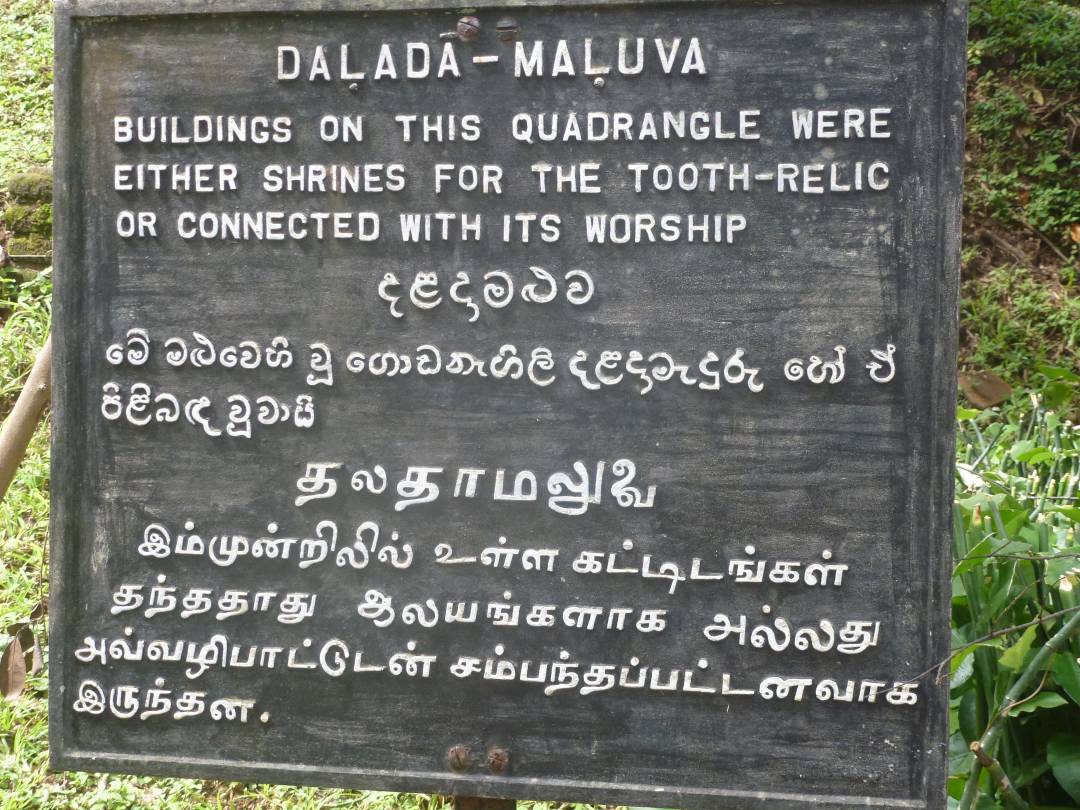 DAḶADA - MAḶUVA
BUILDINGS ON THIS QUADRANGLE WERE
EITHER SHRINES FOR THE TOOTH-RELIC
OR CONNECTED WITH ITS WORSHIP
දළදාමළුව
මේ මළුවෙහි වූ ගොඩනැගිලි දළදාමැදුරු හෝ ඒ
පිළිබඳ වූවායි
தலதாமலுவ
இம்முன்றிலில் உள்ள கட்டிடங்கள்
தந்ததாது ஆலயங்களாக அல்லது
அவ்வழிபாட்டுடன் சம்பந்தப்பட்டனவாக
இருந்தன.